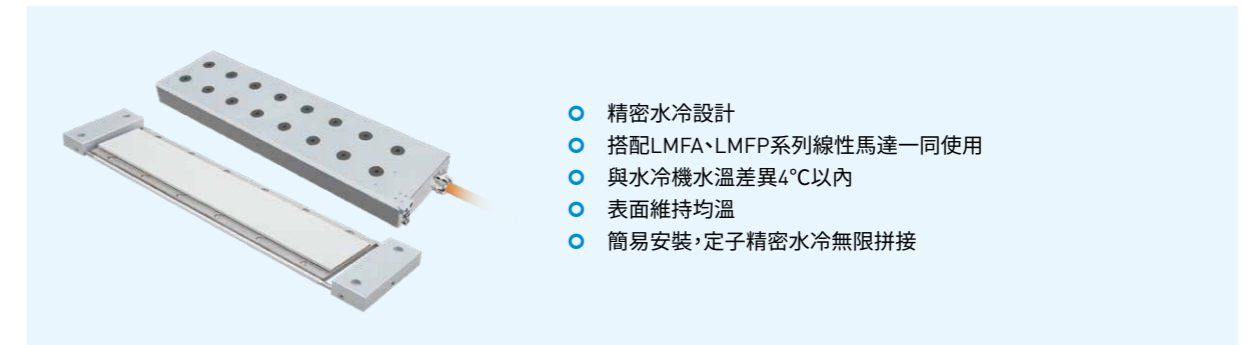 精密水冷設計
搭配LMFA、LMFP系列線性馬達一同使用
與水冷機水溫差異4℃以內
表面維持均溫
簡易安裝,定子精密水冷無限拼接